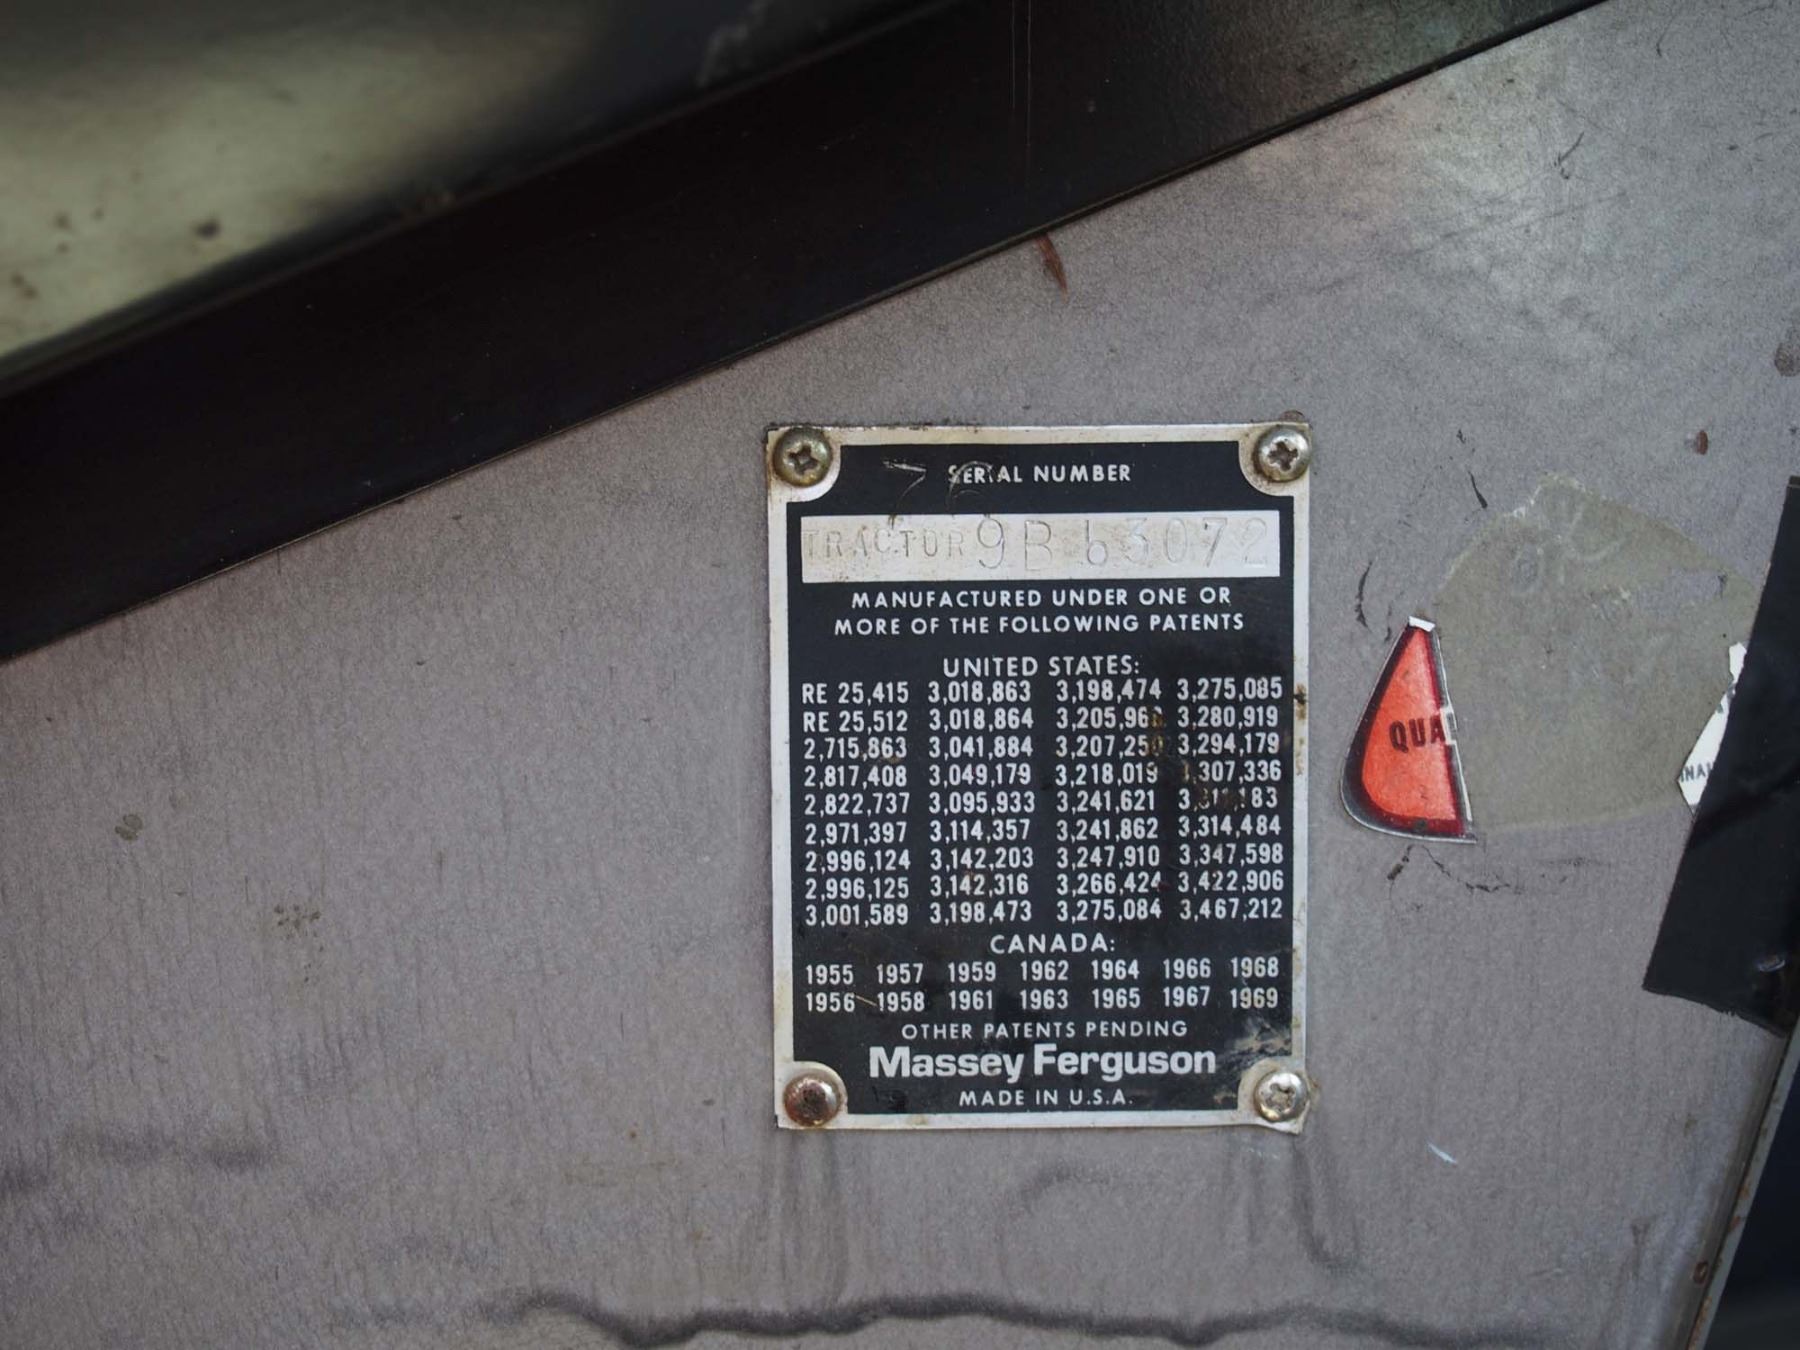 76
SERIAL NUMBER
TRACTOR 9B 63072
MANUFACTURED UNDER ONE OR
MORE OF THE FOLLOWING PATENTS
UNITED STATES:
RE 25,415 3,018,863 3,198,474 3,275,085
RE 25,512 3,018,864 3,280,919
2,715,863 3,041,884 3,294,179
2,817,408 3,049,179 3,218,019 3,307,336
2,822,737 3,095,933 3,241,621
2,971,397 3,114,357 3,241,862 3,314,484
2,996,124 3,142,203 3,247,910 3,347,598
2,996,125 3,142,316 3,266,424 3,422,906
3,001,589 3,198,473 3,275,084 3,467,212
CANADA:
1955 1957 1959 1962 1964 1966 1968
1956 1958 1961 1963 1965 1967 1969
OTHER PATENTS PENDING
Massey Ferguson
MADE IN U.S.A.
QUAL